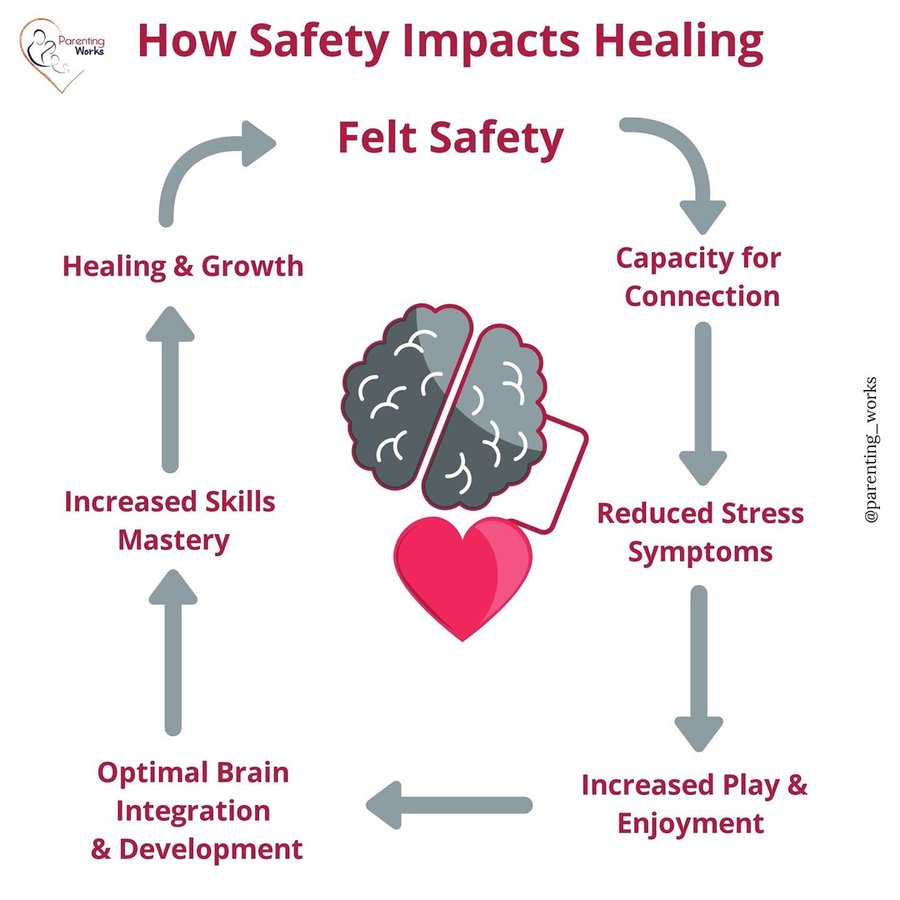 Parenting
Works
How Safety Impacts Healing
Felt Safety
Capacity for
Connection
Reduced Stress
Symptoms
Increased Play &
Enjoyment
Optimal Brain
Integration
& Development
Increased Skills
Mastery
Healing & Growth
@parenting_works